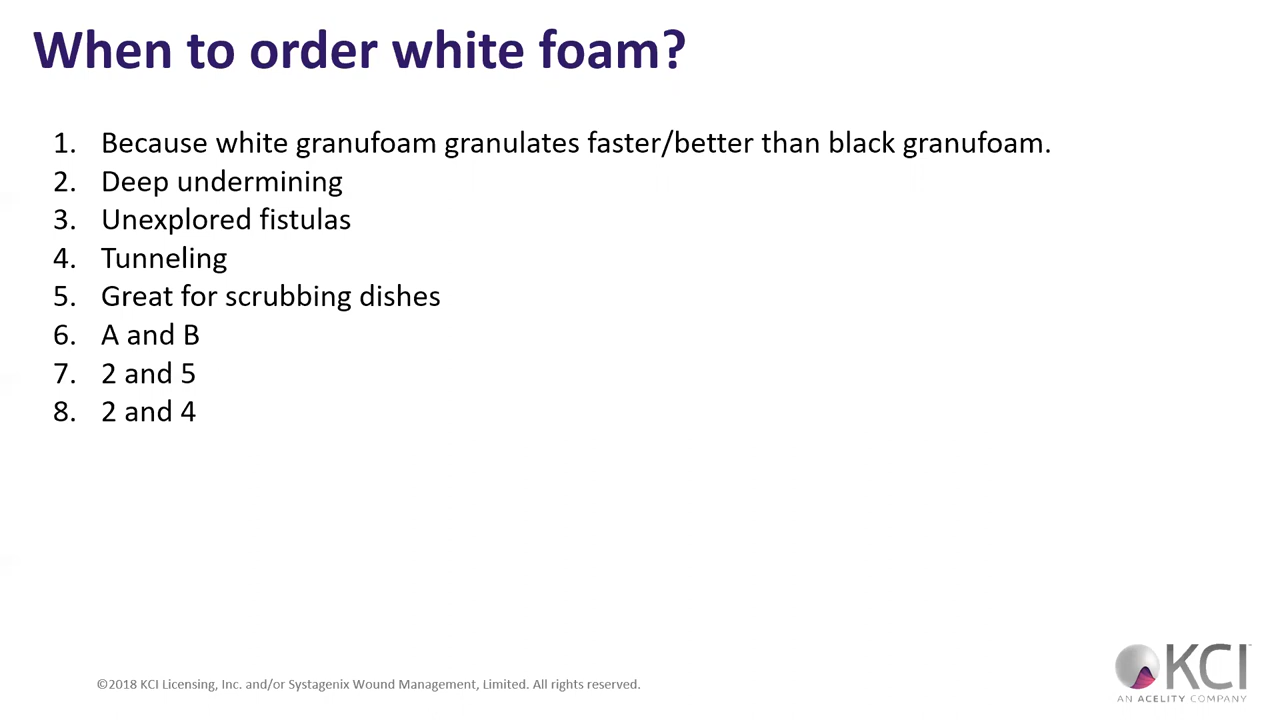 When to order white foam?
1. Because white granufoam granulates faster/better than black granufoam.
2. Deep undermining
3. Unexplored fistulas
4. Tunneling
5. Great for scrubbing dishes
6. A and B
7. 2 and 5
8. 2 and 4
©2018 KCI Licensing, Inc. and/or Systagenix Wound Management, Limited. All rights reserved.
KCI™
AN ACELITY COMPANY